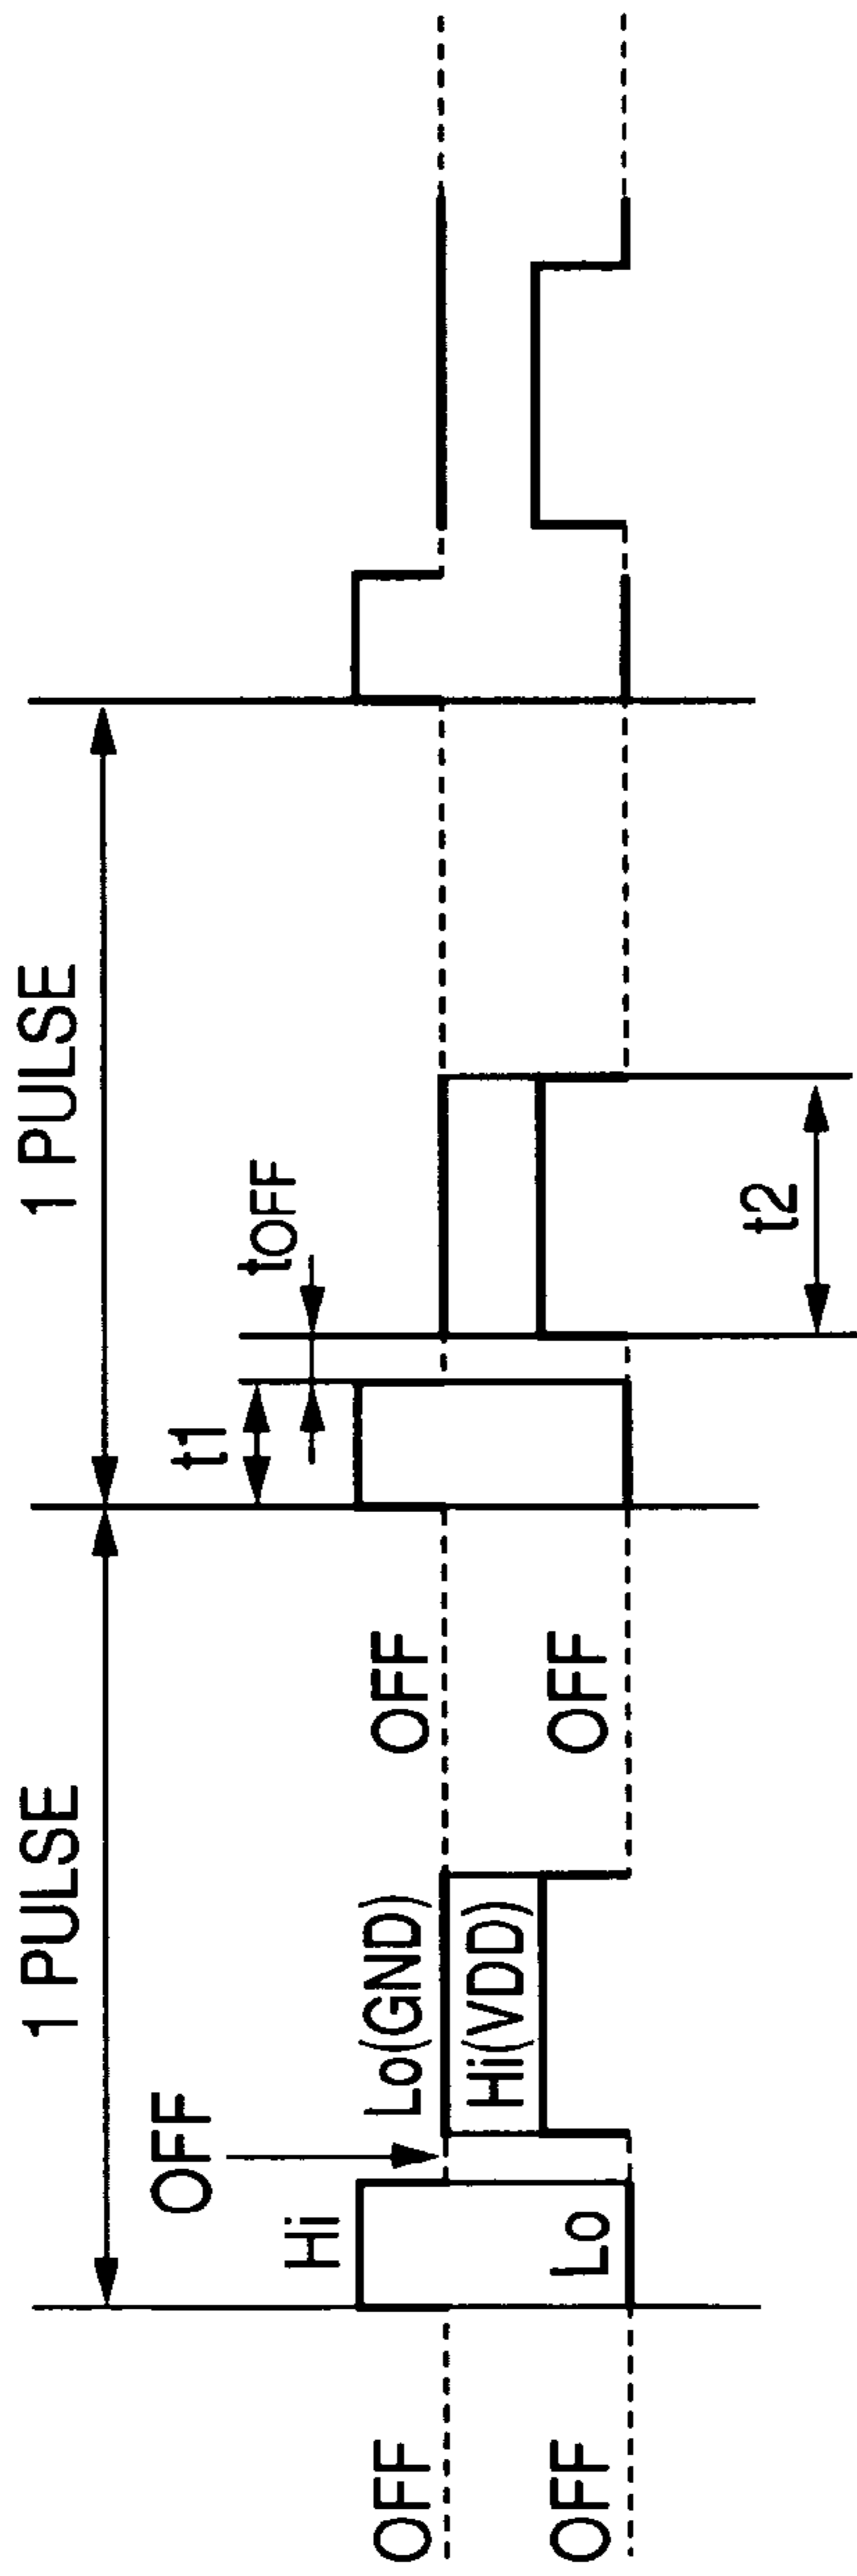 1 PULSE
1 PULSE
OFF
t1
tOFF
Hi
OFF
Lo(GND)
OFF
Hi(VDD)
OFF
Lo
OFF
t2